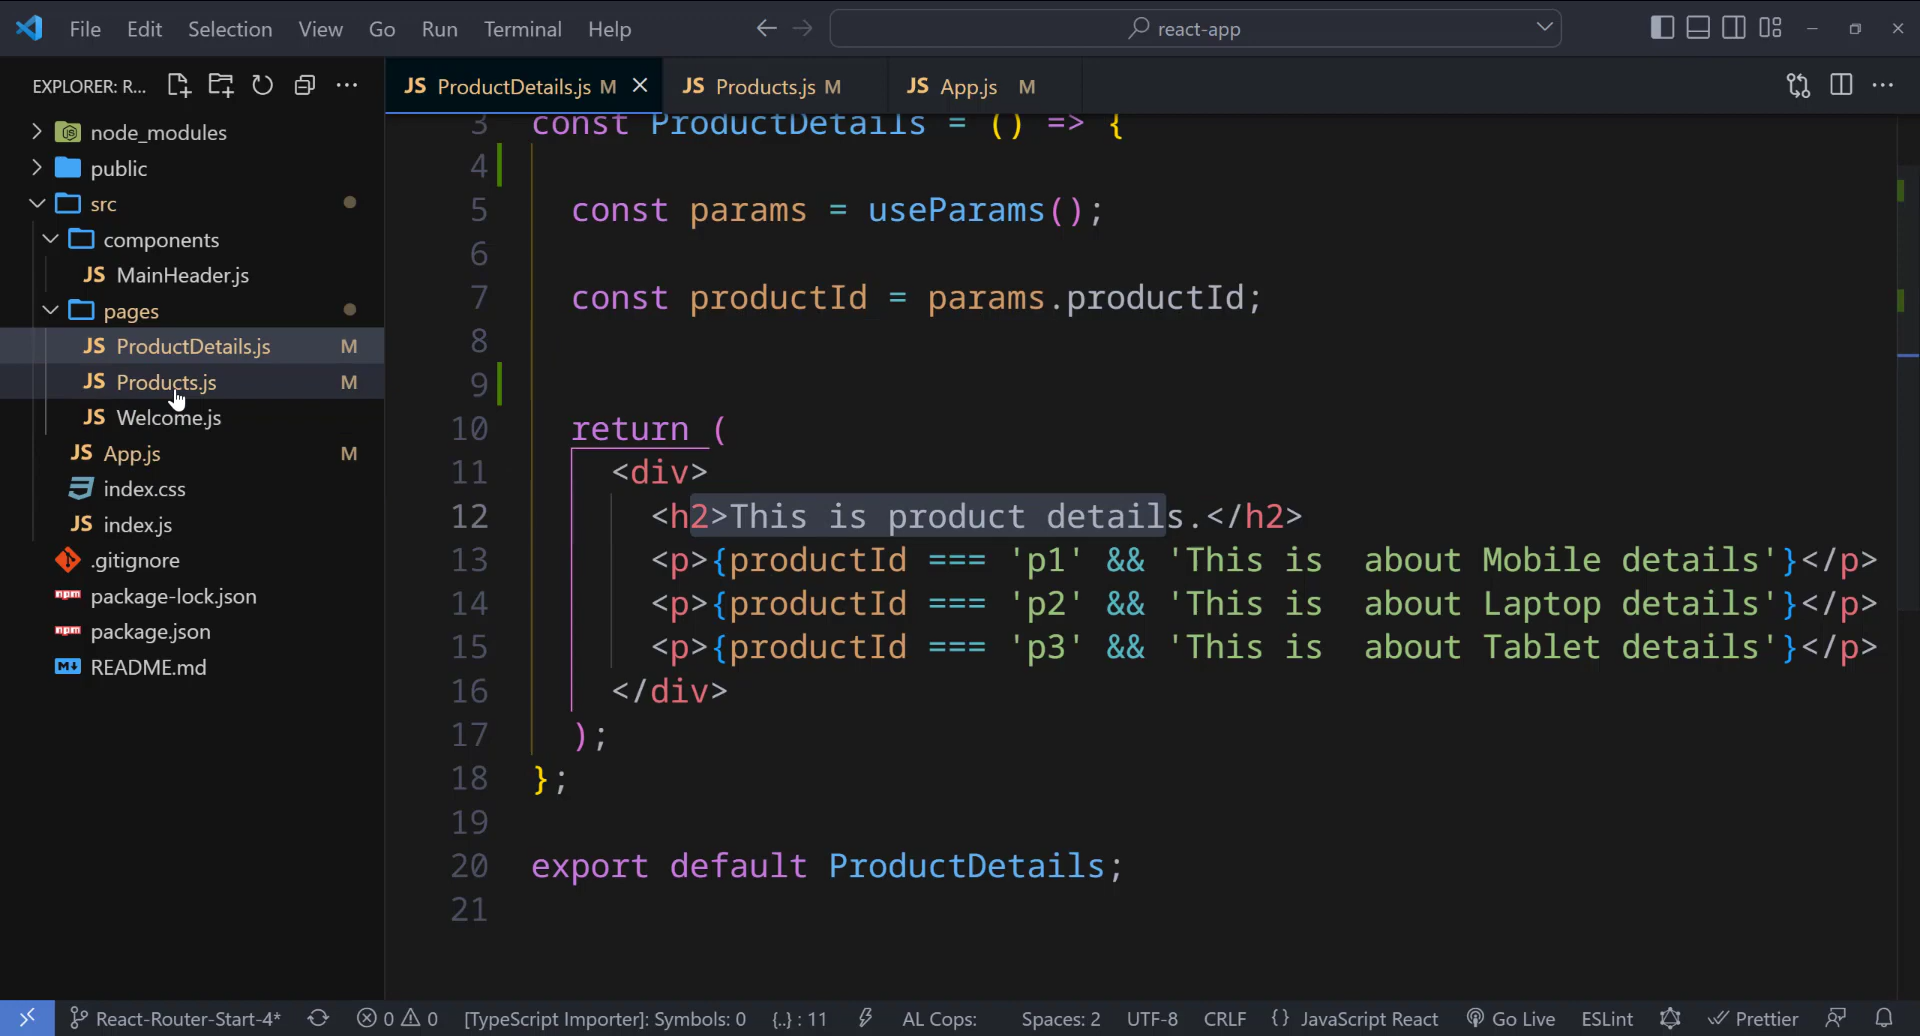 File Edit Selection View Go Run Terminal Help react-app
EXPLORER: R...
node_modules
public
src
components
JS MainHeader.js
pages
JS ProductDetails.js M
JS Products.js M
JS Welcome.js
JS App.js M
index.css
JS index.js
.gitignore
npm package-lock.json
npm package.json
M README.md
JS ProductDetails.js M JS Products.js M JS App.js M
3 const ProductDetails = () => {
4
5 const params = useParams();
6
7 const productId = params.productId;
8
9
10 return (
11 <div>
12 <h2>This is product details.</h2>
13 <p>{productId === 'p1' && 'This is  about Mobile details'}</p>
14 <p>{productId === 'p2' && 'This is  about Laptop details'}</p>
15 <p>{productId === 'p3' && 'This is  about Tablet details'}</p>
16 </div>
17 );
18 };
19
20 export default ProductDetails;
21
React-Router-Start-4* 0 0 [TypeScript Importer]: Symbols: 0 {..} : 11 AL Cops: Spaces: 2 UTF-8 CRLF {} JavaScript React Go Live ESLint Prettier